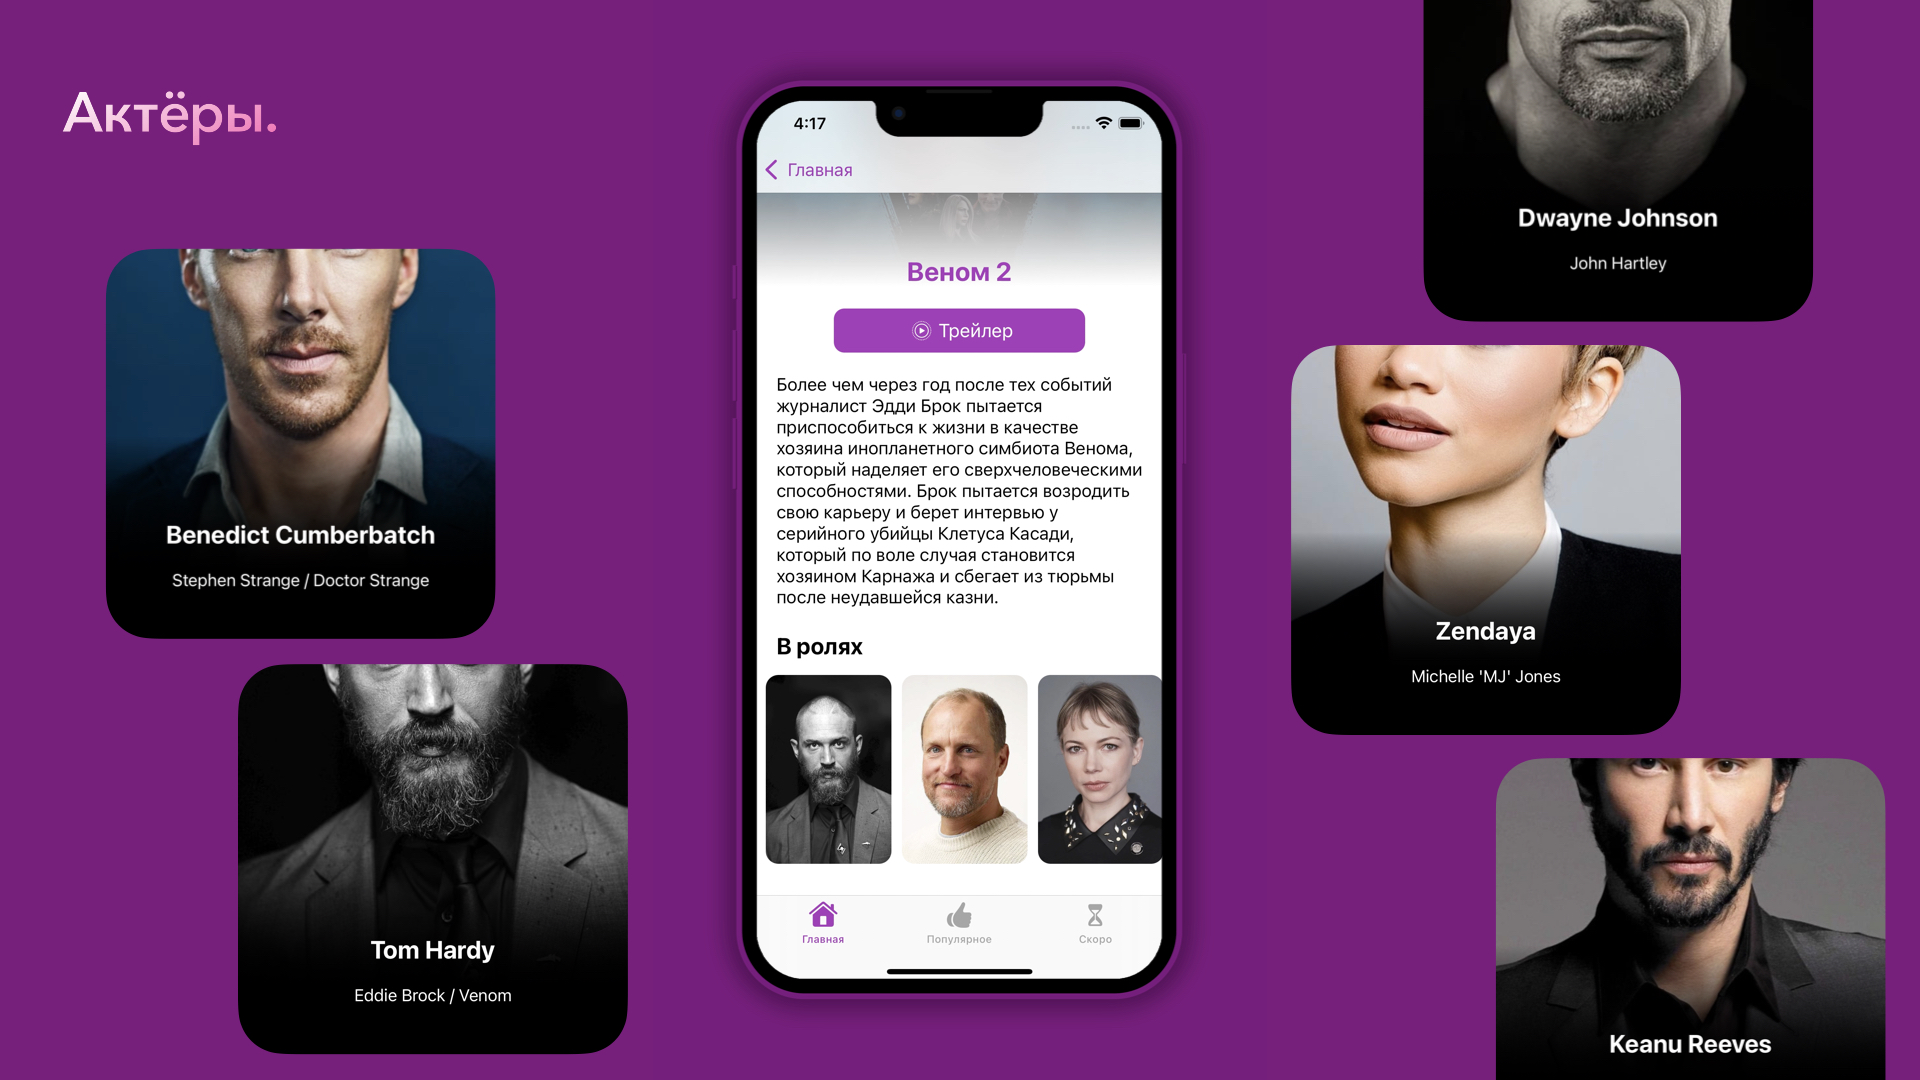 Актёры.
Benedict Cumberbatch
Stephen Strange / Doctor Strange
Tom Hardy
Eddie Brock / Venom
4:17
Главная
Веном 2
Трейлер
Более чем через год после тех событий
журналист Эдди Брок пытается
приспособиться к жизни в качестве
хозяина инопланетного симбиота Венома,
который наделяет его сверхчеловеческими
способностями. Брок пытается возродить
свою карьеру и берет интервью у
серийного убийцы Клетуса Касади,
который по воле случая становится
хозяином Карнажа и сбегает из тюрьмы
после неудавшейся казни.
В ролях
Главная
Популярное
Скоро
Dwayne Johnson
John Hartley
Zendaya
Michelle 'MJ' Jones
Keanu Reeves